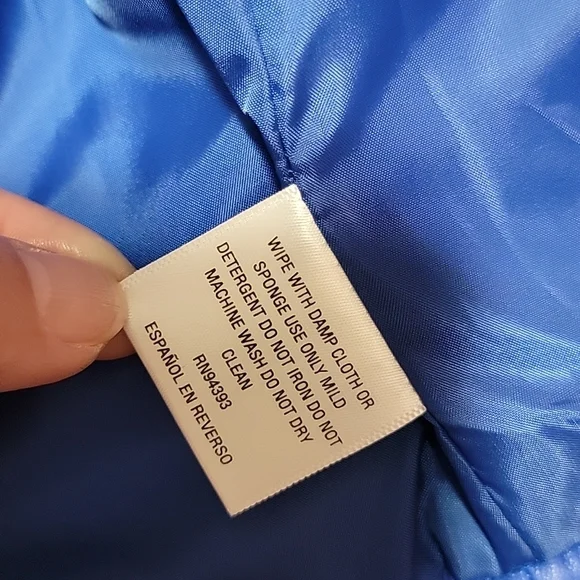 WIPE WITH DAMP CLOTH OR
SPONGE USE ONLY MILD
DETERGENT DO NOT IRON DO NOT
MACHINE WASH DO NOT DRY
CLEAN
RN94393
ESPAÑOL EN REVERSO